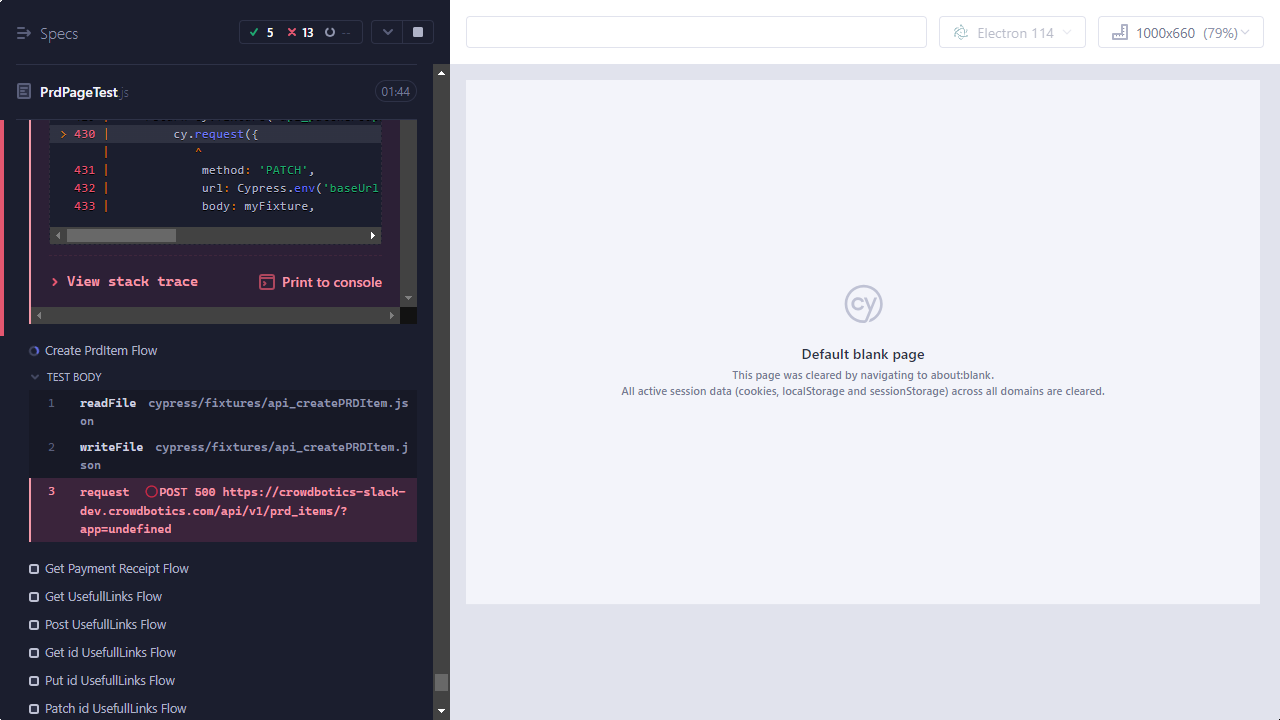 Specs
5
13
--
PrdPageTest.js
01:44
> 430 | cy.request({
| ^
431 | method: 'PATCH',
432 | url: Cypress.env('baseUrl
433 | body: myFixture,
View stack trace
Print to console
Create PrdItem Flow
TEST BODY
1 readFile cypress/fixtures/api_createPRDItem.js
on
2 writeFile cypress/fixtures/api_createPRDItem.j
son
3 request POST 500 https://crowdbotics-slack-
dev.crowdbotics.com/api/v1/prd_items/?
app=undefined
Get Payment Receipt Flow
Get UsefullLinks Flow
Post UsefullLinks Flow
Get id UsefullLinks Flow
Put id UsefullLinks Flow
Patch id UsefullLinks Flow
Electron 114
1000x660 (79%)
cy
Default blank page
This page was cleared by navigating to about:blank.
All active session data (cookies, localStorage and sessionStorage) across all domains are cleared.